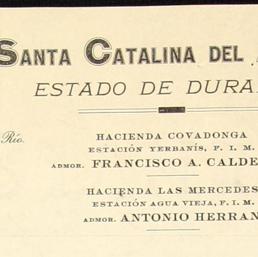 SANTA CATALINA DEL
ESTADO DE DURA
Río.
HACIENDA COVADONGA
ESTACIÓN YERBANÍS, F. I. M.
ADMOR. FRANCISCO A. CALDE
HACIENDA LAS MERCEDES
ESTACIÓN AGUA VIEJA, F. I. M.
ADMOR. ANTONIO HERRAN